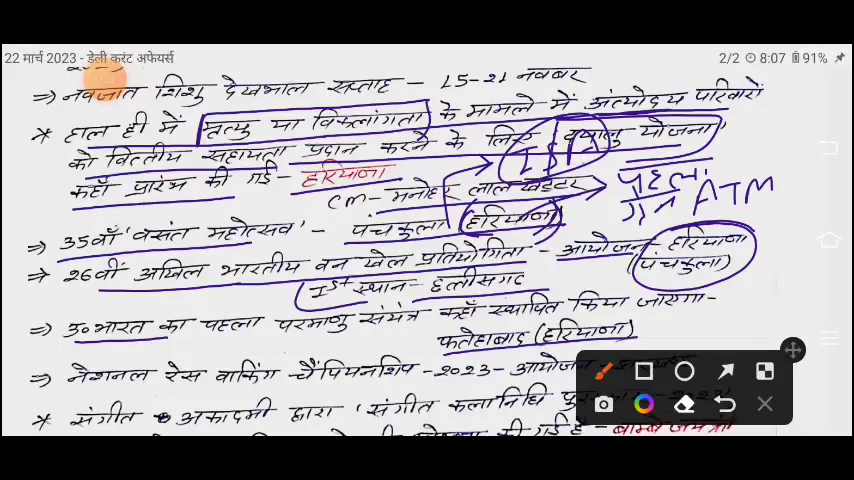 22 मार्च 2023 - डेली करंट अफेयर्स 2/2 8:07 91%
⇒ नवजात शिशु देखभाल सप्ताह - 15-21 नवंबर
* हाल ही में मृत्यु या विकलांगता के मामले में अंत्योदय परिवारों
को वित्तीय सहायता प्रदान करने के लिए 'दयालु योजना'
कहाँ प्रारंभ की गई - हरियाणा
CM - मनोहर लाल खट्टर
पहला
ATM
⇒ 35वाँ 'वसंत महोत्सव' - पंचकुला (हरियाणा)
⇒ 26वीं अखिल भारतीय वन खेल प्रतियोगिता - आयोजन - हरियाणा
(पंचकुला)
Ist स्थान - छत्तीसगढ़
⇒ उ० भारत का पहला परमाणु संयंत्र कहाँ स्थापित किया जाएगा -
फतेहाबाद (हरियाणा)
⇒ नेशनल रेस वाकिंग चैंपियनशिप - 2023 - आयोजन -
* संगीत अकादमी द्वारा 'संगीत कलानिधि
की गई है - बाम्बे जयश्री